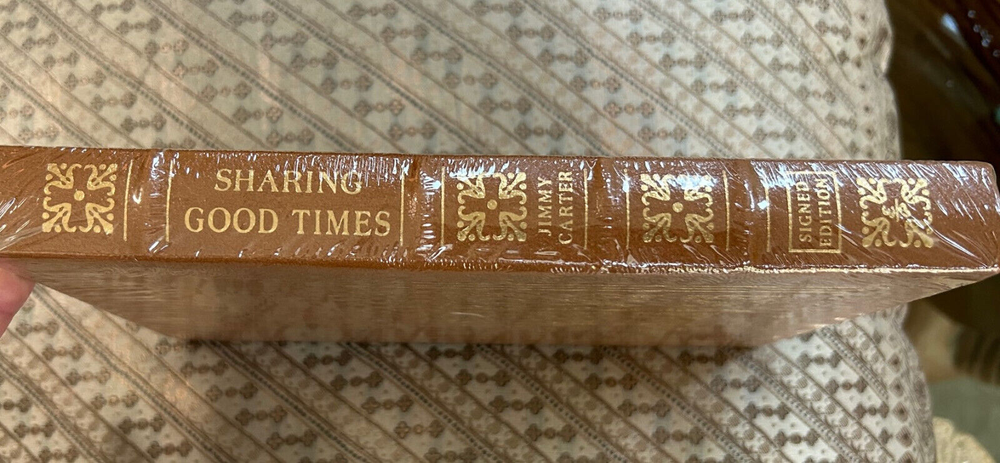 SHARING
GOOD TIMES
JIMMY
CARTER
SIGNED
EDITION